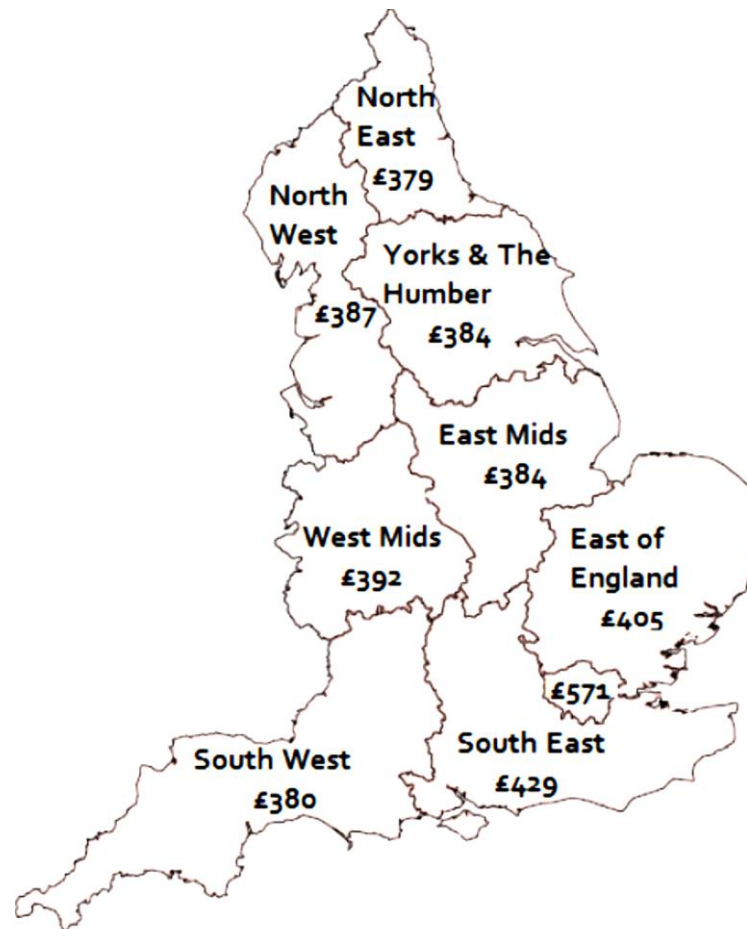 North
East
£379
North
West
£387
Yorks & The
Humber
£384
East Mids
£384
West Mids
£392
East of
England
£405
£571
South East
£429
South West
£380